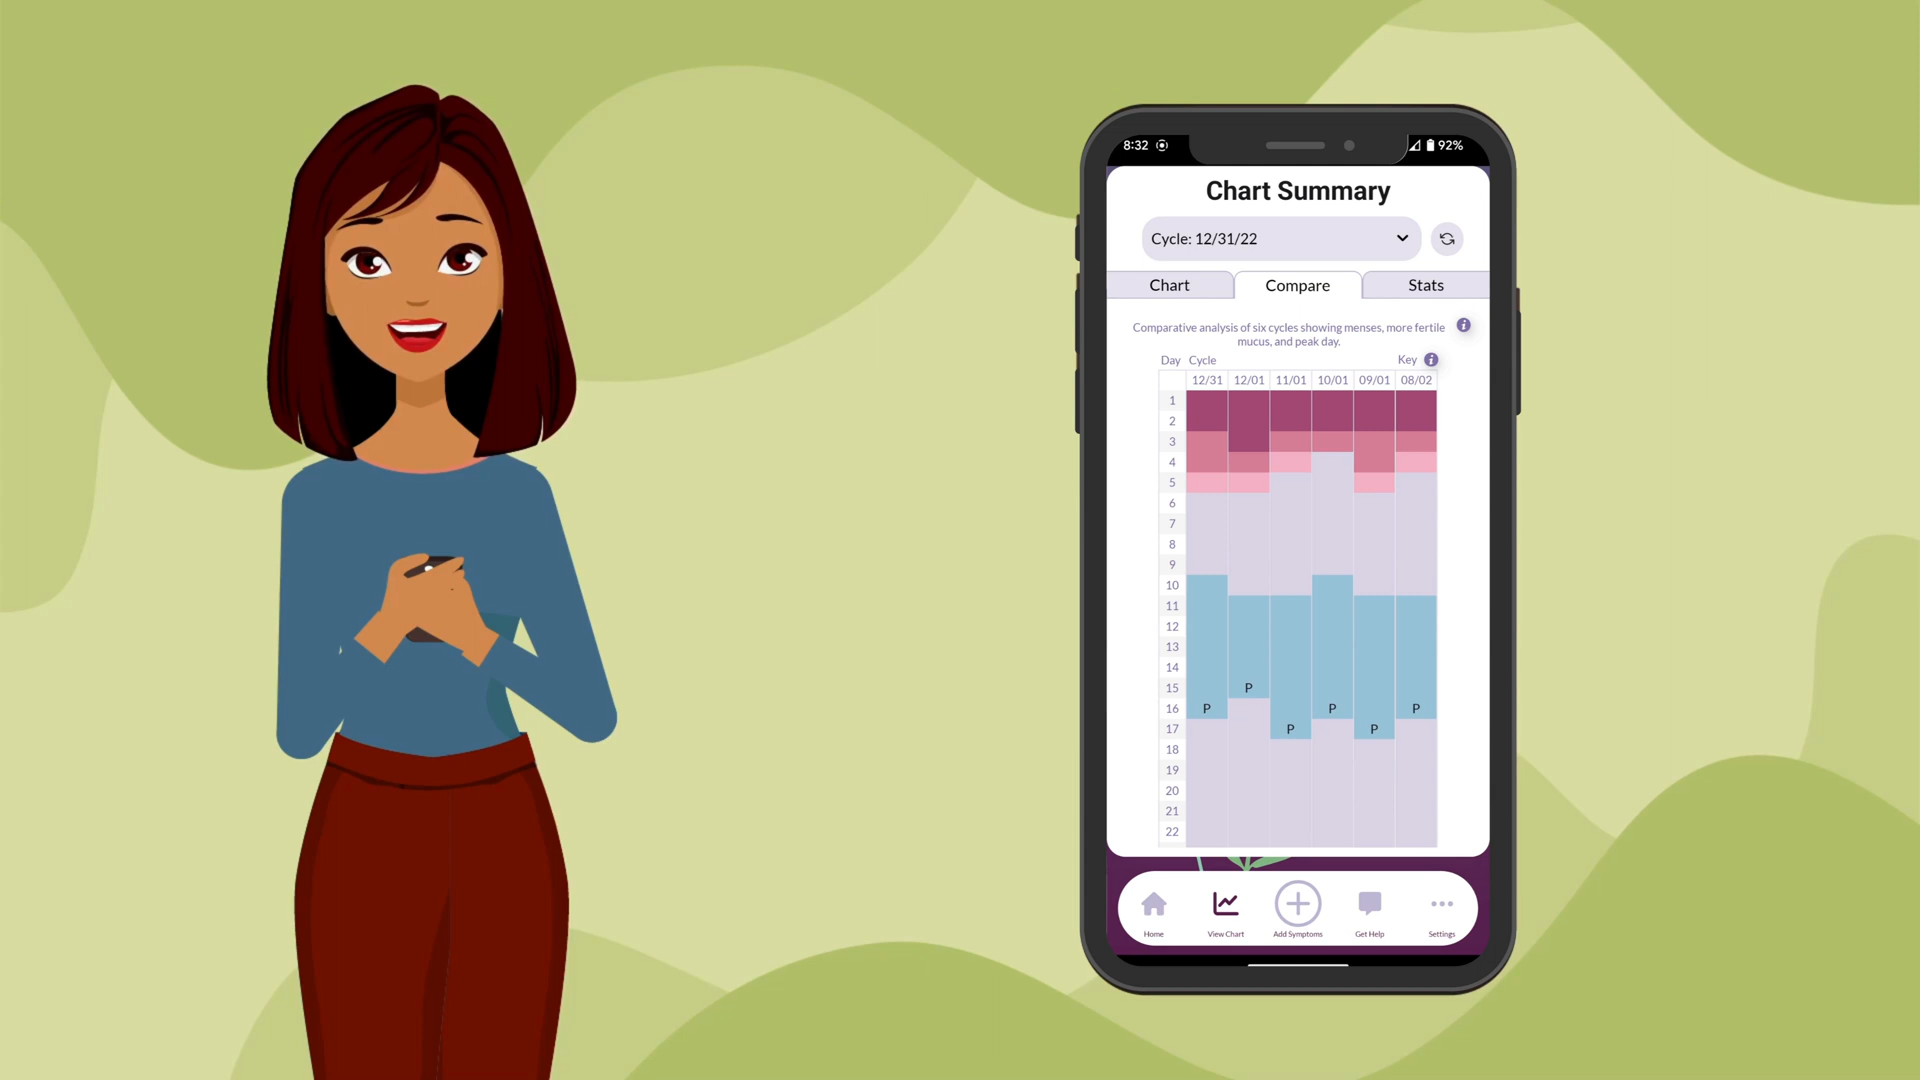 8:32
92%
Chart Summary
Cycle: 12/31/22
Chart Compare Stats
Comparative analysis of six cycles showing menses, more fertile
mucus, and peak day.
Day Cycle Key
12/31 12/01 11/01 10/01 09/01 08/02
1
2
3
4
5
6
7
8
9
10
11
12
13
14
15 P
16 P P P
17 P P
18
19
20
21
22
Home View Chart Add Symptoms Get Help Settings